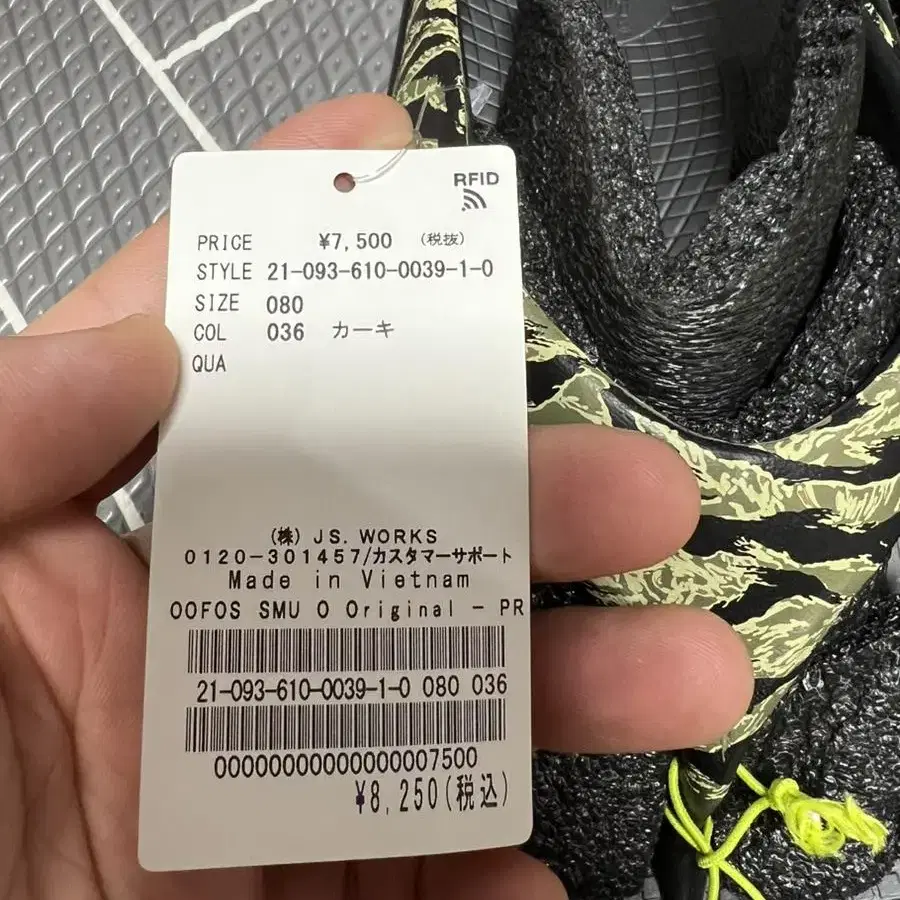 RFID
PRICE ¥7,500 (税抜)
STYLE 21-093-610-0039-1-0
SIZE 080
COL 036 カーキ
QUA
(株) JS. WORKS
0120-301457/カスタマーサポート
Made in Vietnam
OOFOS SMU O Original - PR
21-093-610-0039-1-0 080 036
00000000000000007500
¥8,250(税込)